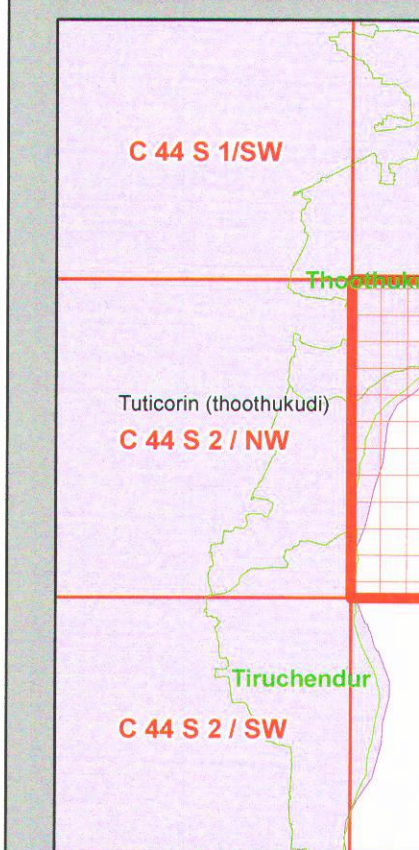 C 44 S 1/SW
Tuticorin (thoothukudi)
C 44 S 2 / NW
Tiruchendur
C 44 S 2 / SW